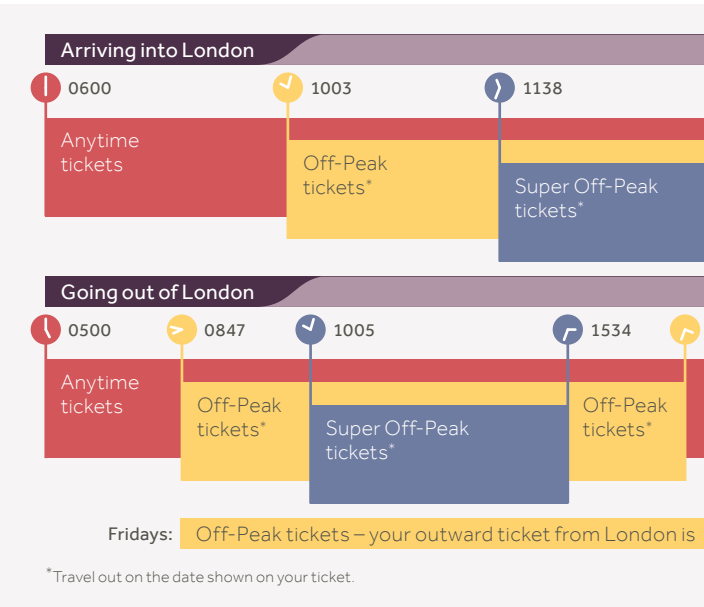 Arriving into London
0600
1003
1138
Anytime
tickets
Off-Peak
tickets*
Super Off-Peak
tickets*
Going out of London
0500
0847
1005
1534
Anytime
tickets
Off-Peak
tickets*
Super Off-Peak
tickets*
Off-Peak
tickets*
Fridays: Off-Peak tickets – your outward ticket from London is
*Travel out on the date shown on your ticket.